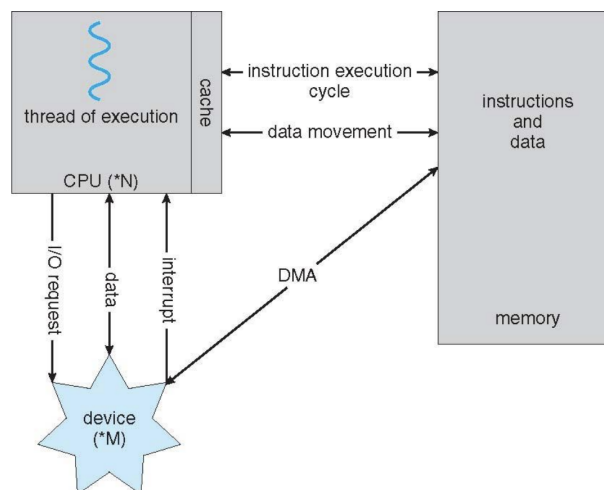 thread of execution
cache
CPU (*N)
instruction execution
cycle
data movement
instructions
and
data
memory
I/O request
data
interrupt
DMA
device
(*M)